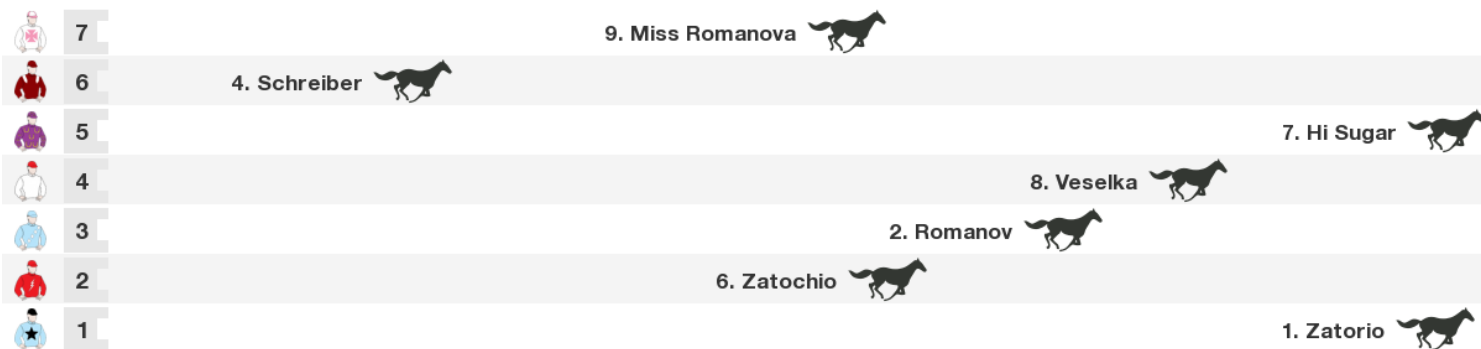 7 9. Miss Romanova
6 4. Schreiber
5 7. Hi Sugar
4 8. Veselka
3 2. Romanov
2 6. Zatochio
1 1. Zatorio